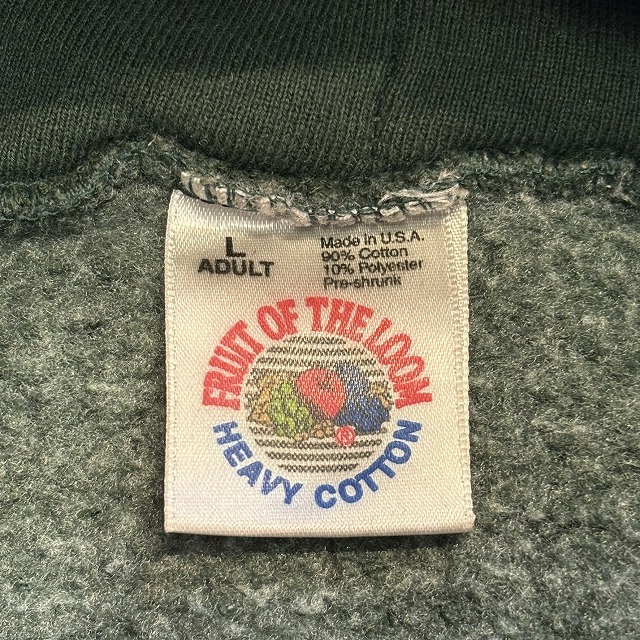 L
ADULT
Made in U.S.A.
90% Cotton
10% Polyester
Pre-shrunk
FRUIT OF THE LOOM
®
HEAVY COTTON